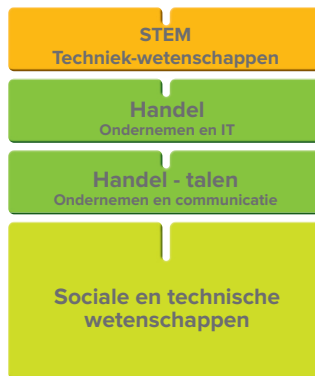 STEM
Techniek-wetenschappen
Handel
Ondernemen en IT
Handel - talen
Ondernemen en communicatie
Sociale en technische
wetenschappen